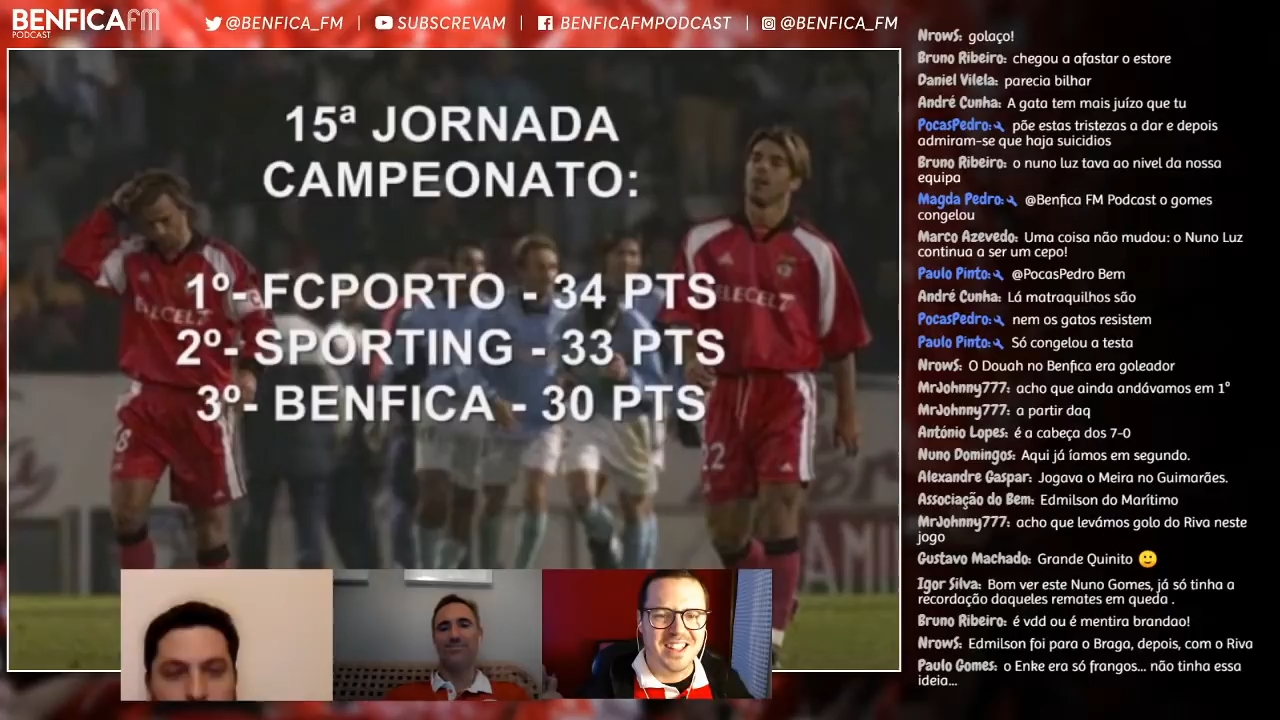 BENFICAFM
PODCAST
@BENFICA_FM | SUBSCREVAM | BENFICAFMPODCAST | @BENFICA_FM
15ª JORNADA
CAMPEONATO:
1º- FCPORTO - 34 PTS
2º- SPORTING - 33 PTS
3º- BENFICA - 30 PTS
22
NrowS: golaço!
Bruno Ribeiro: chegou a afastar o estore
Daniel Vilela: parecia bilhar
André Cunha: A gata tem mais juízo que tu
PocasPedro: põe estas tristezas a dar e depois
admiram-se que haja suicidios
Bruno Ribeiro: o nuno luz tava ao nivel da nossa
equipa
Magda Pedro: @Benfica FM Podcast o gomes
congelou
Marco Azevedo: Uma coisa não mudou: o Nuno Luz
continua a ser um cepo!
Paulo Pinto: @PocasPedro Bem
André Cunha: Lá matraquilhos são
PocasPedro: nem os gatos resistem
Paulo Pinto: Só congelou a testa
NrowS: O Douah no Benfica era goleador
MrJohnny777: acho que ainda andávamos em 1º
MrJohnny777: a partir daq
António Lopes: é a cabeça dos 7-0
Nuno Domingos: Aqui já íamos em segundo.
Alexandre Gaspar: Jogava o Meira no Guimarães.
Associação do Bem: Edmilson do Marítimo
MrJohnny777: acho que levámos golo do Riva neste
jogo
Gustavo Machado: Grande Quinito 🙂
Igor Silva: Bom ver este Nuno Gomes, já só tinha a
recordação daqueles remates em queda .
Bruno Ribeiro: é vdd ou é mentira brandao!
NrowS: Edmilson foi para o Braga, depois, com o Riva
Paulo Gomes: o Enke era só frangos... não tinha essa
ideia...